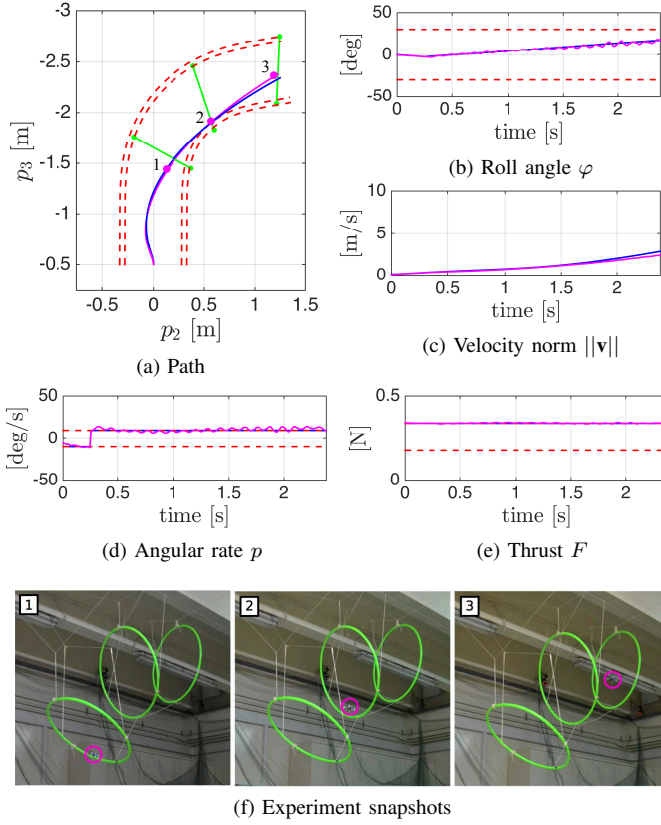 -3
-2.5
-2
-1.5
-1
-0.5
p3 [m]
1
2
3
-0.5 0 0.5 1 1.5
p2 [m]
(a) Path
50
0
-50
[deg]
0 0.5 1 1.5 2
time [s]
(b) Roll angle φ
10
5
0
[m/s]
0 0.5 1 1.5 2
time [s]
(c) Velocity norm ||v||
50
0
-50
[deg/s]
0 0.5 1 1.5 2
time [s]
(d) Angular rate p
0.5
0
[N]
0 0.5 1 1.5 2
time [s]
(e) Thrust F
1
2
3
(f) Experiment snapshots